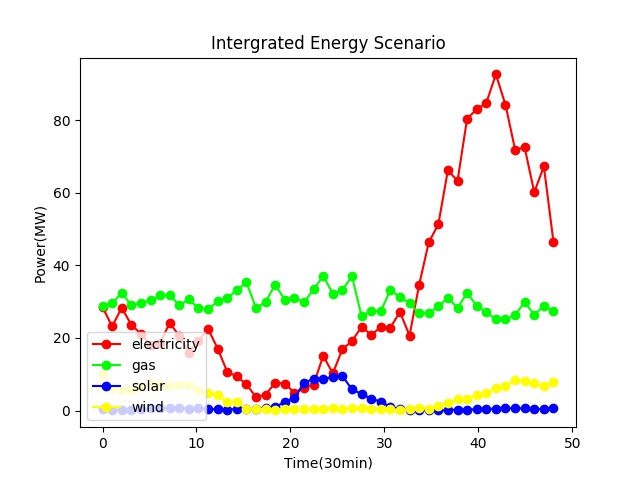 Intergrated Energy Scenario
Power(MW)
80
60
40
20
0
electricity
gas
solar
wind
0 10 20 30 40 50
Time(30min)